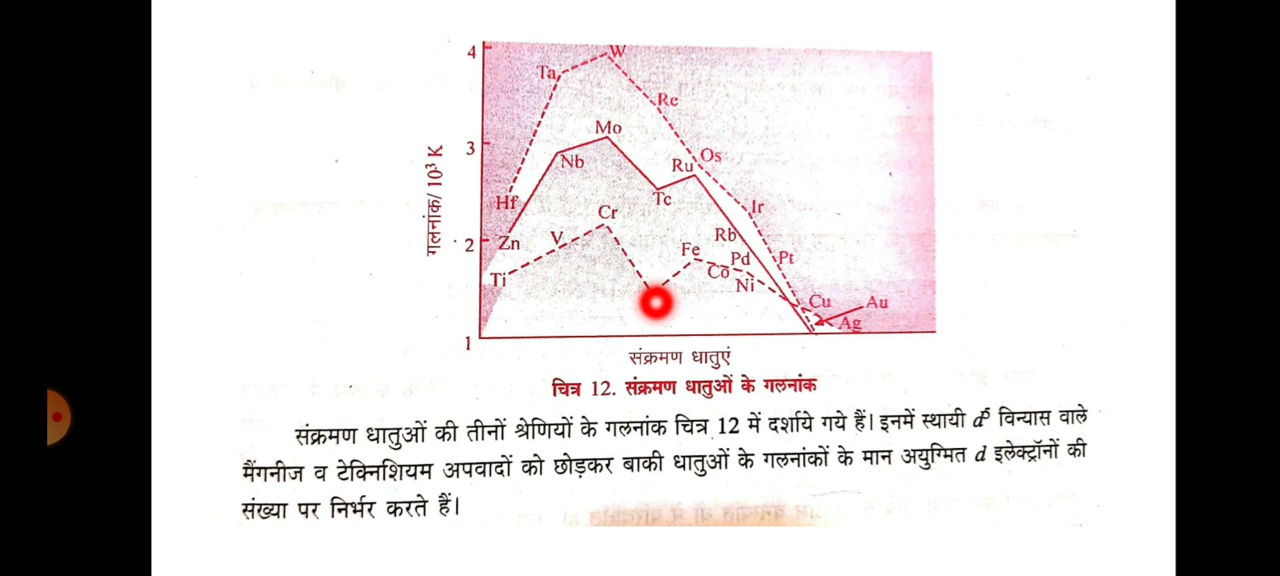 4
W
Ta
Re
Mo
3
Os
Ru
Nb
Tc
गलनांक/ 10³ K
Hf
Ir
Cr
Rb
2
Zn
V
Fe
Pd
Pt
Co
Ti
Ni
Cu
Au
Ag
1
संक्रमण धातुएं
चित्र 12. संक्रमण धातुओं के गलनांक
संक्रमण धातुओं की तीनों श्रेणियों के गलनांक चित्र 12 में दर्शाये गये हैं। इनमें स्थायी d⁵ विन्यास वाले
मैंगनीज व टेक्निशियम अपवादों को छोड़कर बाकी धातुओं के गलनांकों के मान अयुग्मित d इलेक्ट्रॉनों की
संख्या पर निर्भर करते हैं।